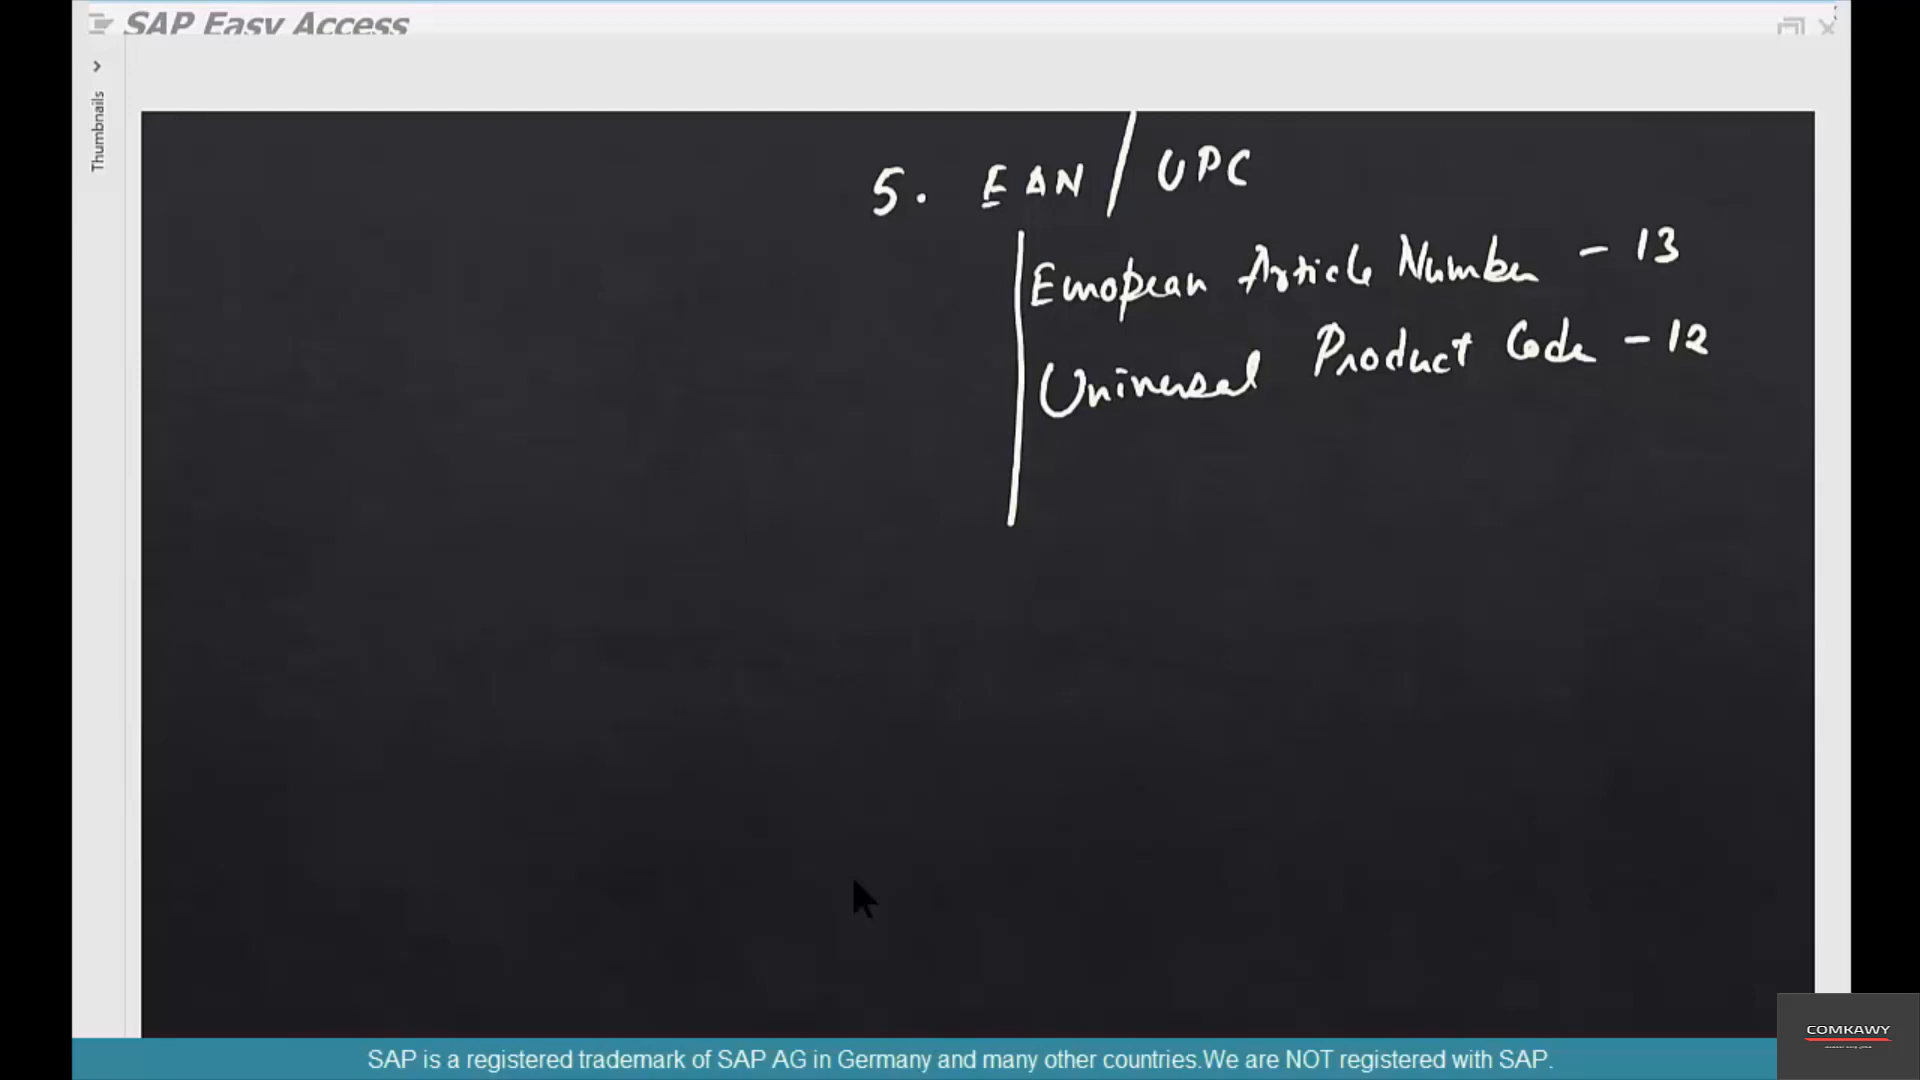 SAP Easy Access
Thumbnails
5. EAN / UPC
European Article Number - 13
Universal Product Code - 12
COMKAWY
SAP is a registered trademark of SAP AG in Germany and many other countries.We are NOT registered with SAP.